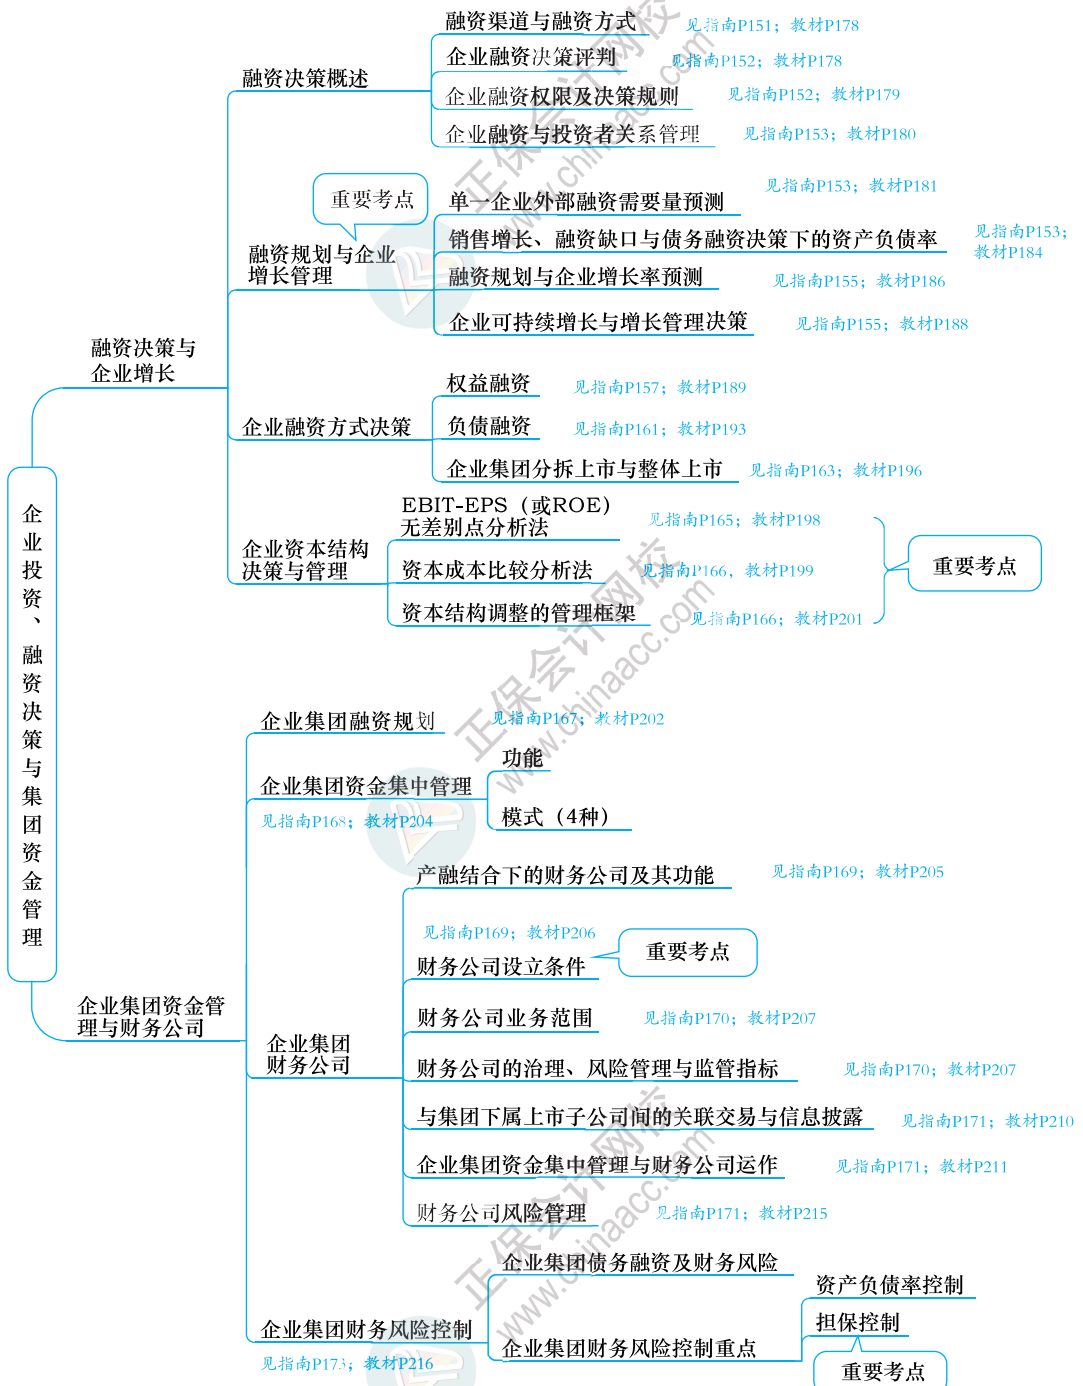 企业投资、融资决策与集团资金管理
融资决策与
企业增长
融资决策概述
融资渠道与融资方式 见指南P151；教材P178
企业融资决策评判 见指南P152；教材P178
企业融资权限及决策规则 见指南P152；教材P179
企业融资与投资者关系管理 见指南P153；教材P180
重要考点
融资规划与企业
增长管理
单一企业外部融资需要量预测 见指南P153；教材P181
销售增长、融资缺口与债务融资决策下的资产负债率 见指南P153；
教材P184
融资规划与企业增长率预测 见指南P155；教材P186
企业可持续增长与增长管理决策 见指南P155；教材P188
企业融资方式决策
权益融资 见指南P157；教材P189
负债融资 见指南P161；教材P193
企业集团分拆上市与整体上市 见指南P163；教材P196
企业资本结构
决策与管理
EBIT-EPS（或ROE）
无差别点分析法 见指南P165；教材P198
资本成本比较分析法 见指南P166，教材P199
资本结构调整的管理框架 见指南P166；教材P201
重要考点
企业集团资金管
理与财务公司
企业集团融资规划 见指南P167；教材P202
企业集团资金集中管理
见指南P168；教材P204
功能
模式（4种）
企业集团
财务公司
产融结合下的财务公司及其功能 见指南P169；教材P205
见指南P169；教材P206
财务公司设立条件
重要考点
财务公司业务范围 见指南P170；教材P207
财务公司的治理、风险管理与监管指标 见指南P170；教材P207
与集团下属上市子公司间的关联交易与信息披露 见指南P171；教材P210
企业集团资金集中管理与财务公司运作 见指南P171；教材P211
财务公司风险管理 见指南P171；教材P215
企业集团财务风险控制
见指南P173；教材P216
企业集团债务融资及财务风险
企业集团财务风险控制重点
资产负债率控制
担保控制
重要考点
正保会计网校
www.chinaacc.com
正保会计网校
www.chinaacc.com
正保会计网校
www.chinaacc.com